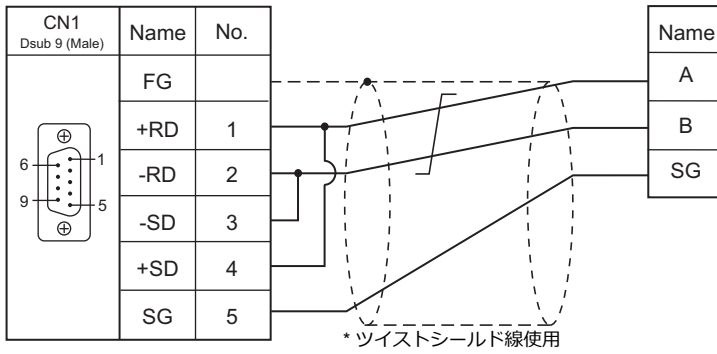 CN1
Dsub 9 (Male)
Name
No.
Name
FG
A
+RD
1
B
-RD
2
SG
-SD
3
+SD
4
SG
5
6
1
9
5
* ツイストシールド線使用